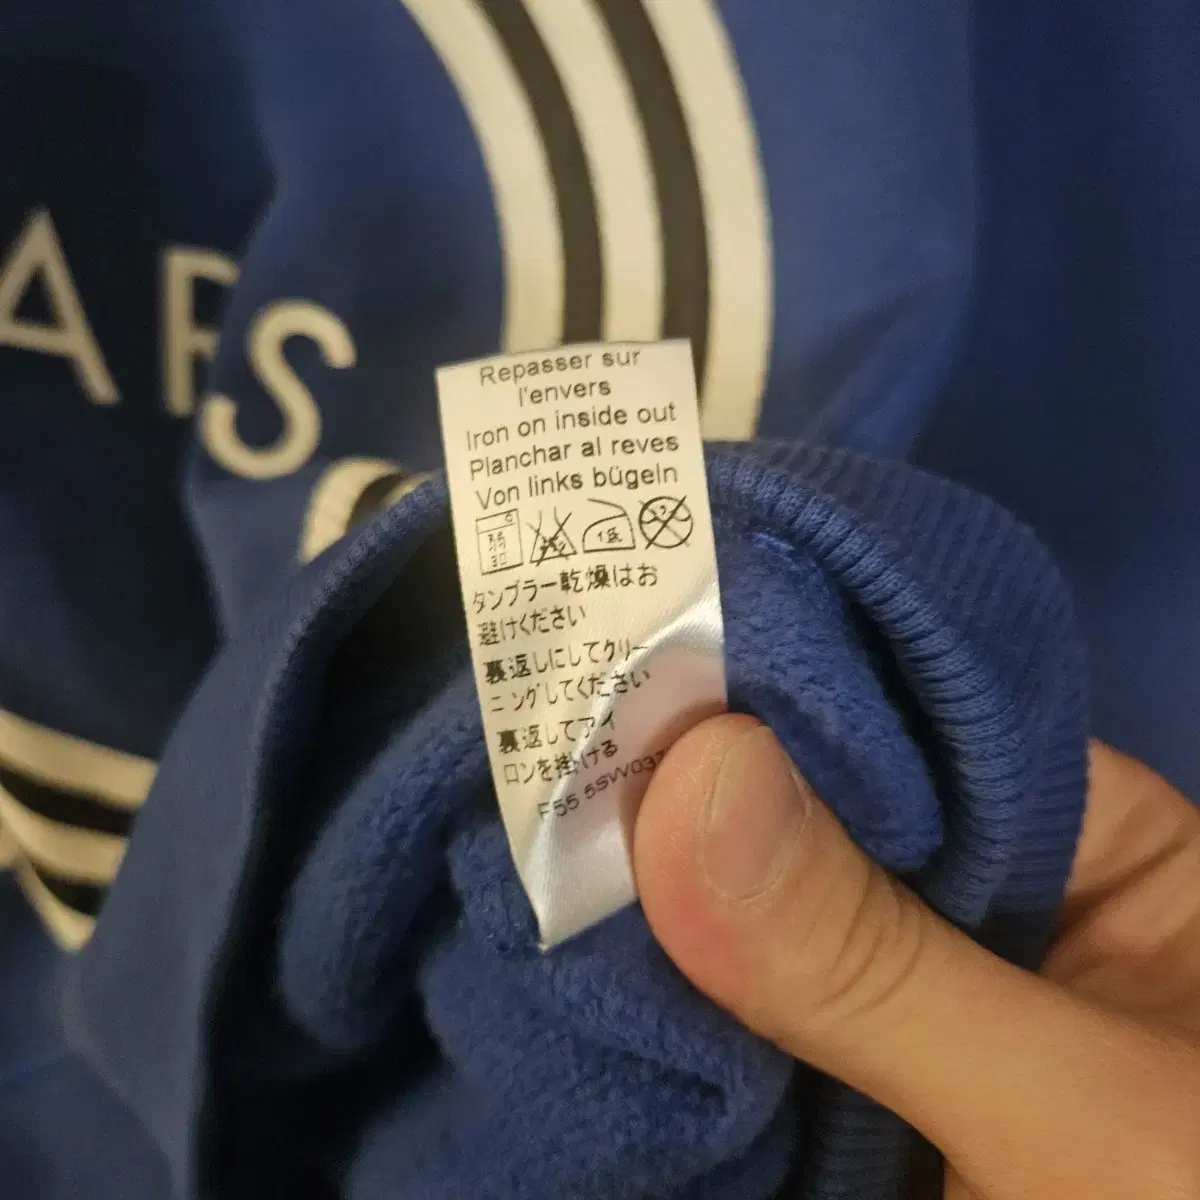 ARS
Repasser sur
l'envers
Iron on inside out
Planchar al reves
Von links bügeln
タンブラー乾燥はお
避けください
裏返しにしてクリー
ニングしてください
裏返してアイ
ロンを掛ける